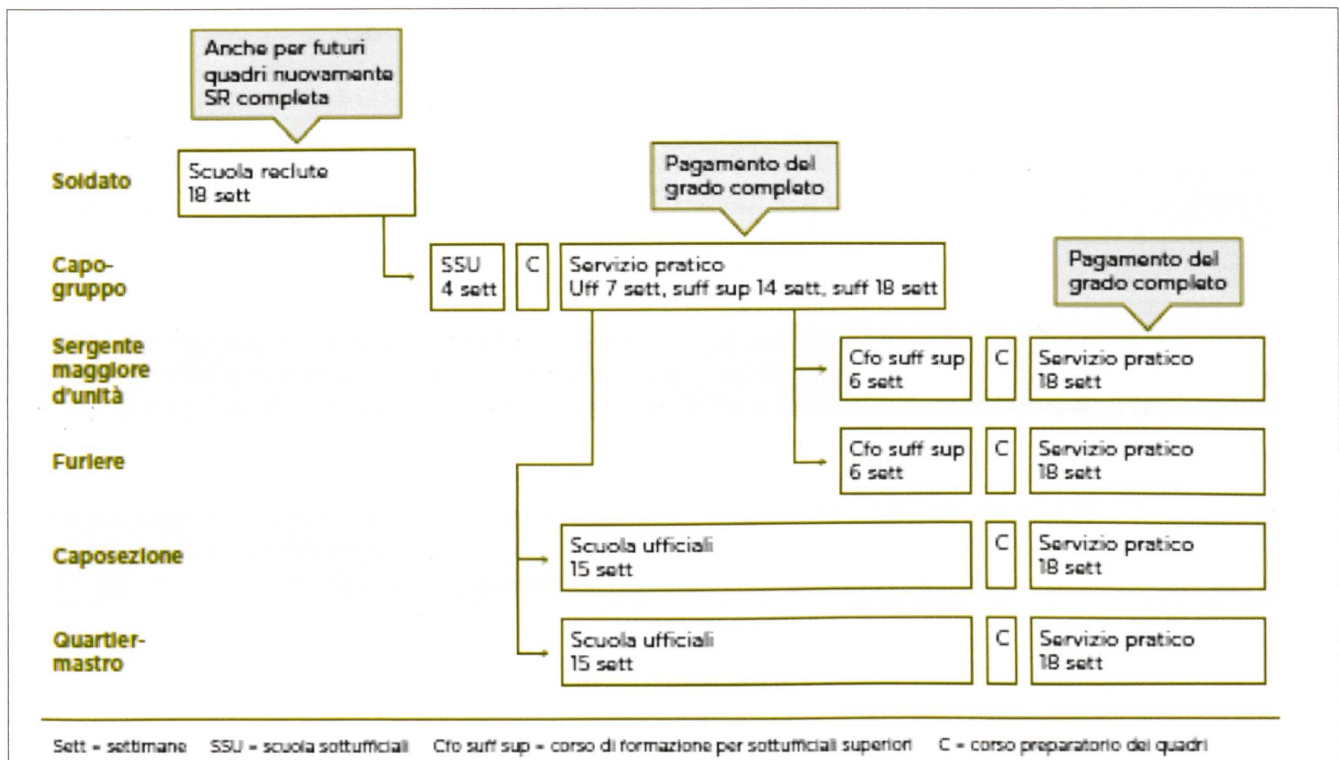 Anche per futuri
quadri nuovamente
SR completa
Soldato
Scuola reclute
18 sett
Pagamento del
grado completo
Capo-
gruppo
SSU
4 sett
C
Servizio pratico
Uff 7 sett, suff sup 14 sett, suff 18 sett
Pagamento del
grado completo
Sergente
maggiore
d'unità
Cfo suff sup
6 sett
C
Servizio pratico
18 sett
Furiere
Cfo suff sup
6 sett
C
Servizio pratico
18 sett
Caposezione
Scuola ufficiali
15 sett
C
Servizio pratico
18 sett
Quartier-
mastro
Scuola ufficiali
15 sett
C
Servizio pratico
18 sett
Sett = settimane SSU = scuola sottufficiali Cfo suff sup = corso di formazione per sottufficiali superiori C = corso preparatorio dei quadri